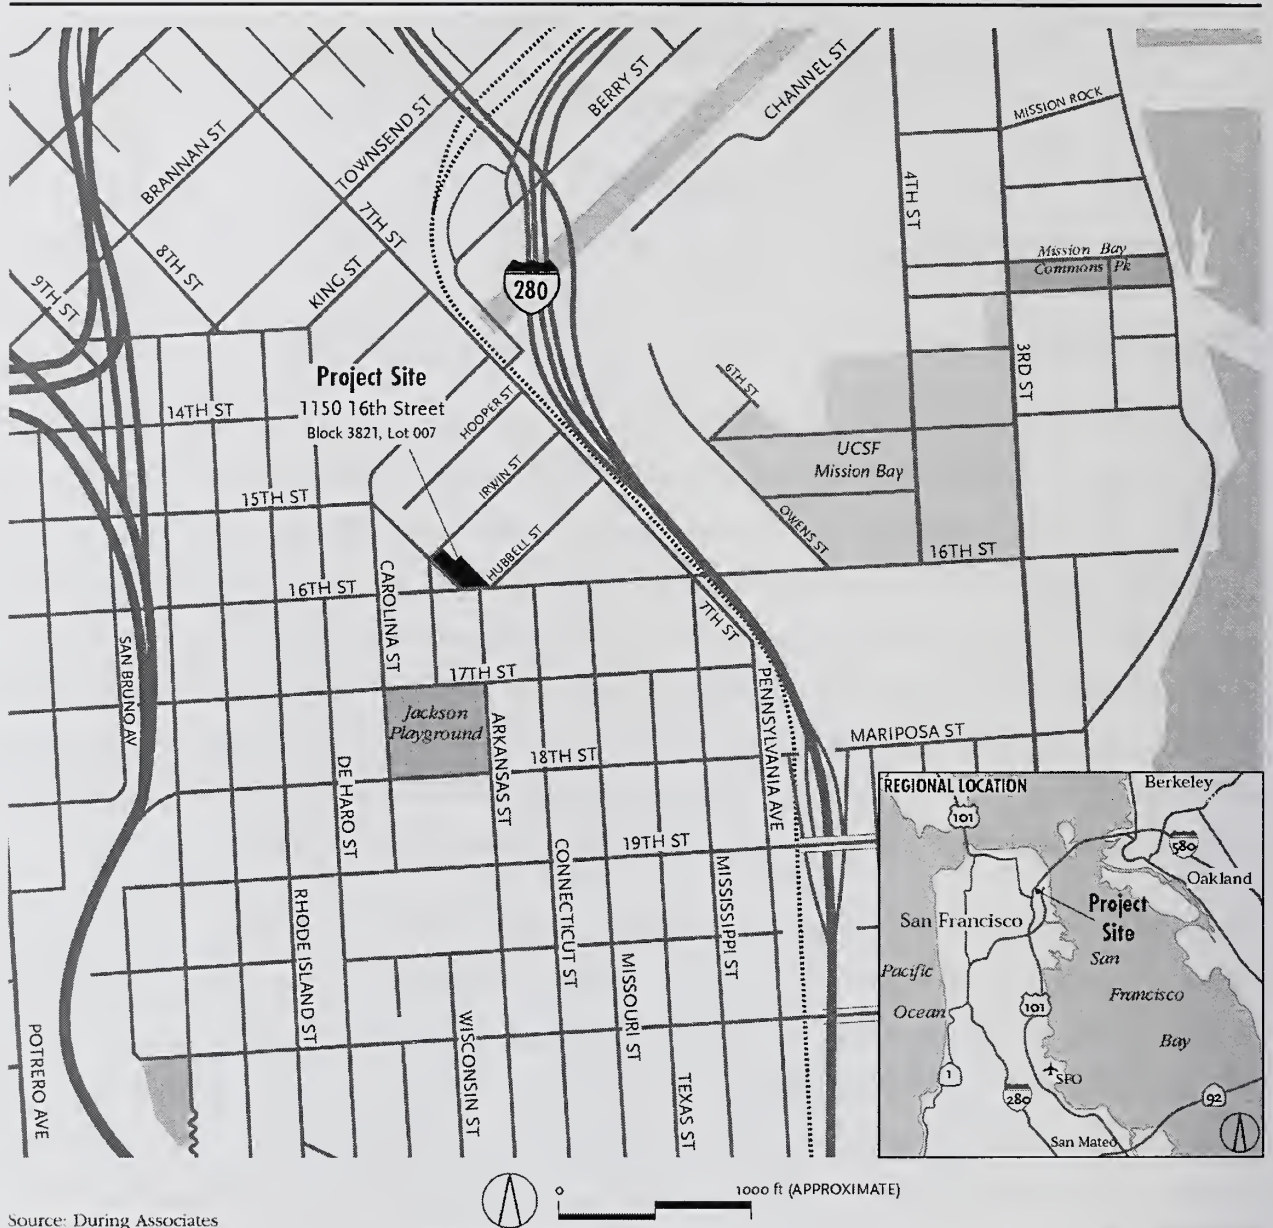 MISSION ROCK
CHANNEL ST
BERRY ST
TOWNSEND ST
BRANNAN ST
4TH ST
7TH ST
8TH ST
KING ST
9TH ST
Mission Bay
Commons Pk
280
3RD ST
Project Site
1150 16th Street
Block 3821, Lot 007
6TH ST
14TH ST
HOOPER ST
UCSF
Mission Bay
IRWIN ST
15TH ST
OWENS ST
HUBBELL ST
16TH ST
16TH ST
CAROLINA ST
7TH ST
SAN BRUNO AV
17TH ST
PENNSYLVANIA AVE
Jackson
Playground
ARKANSAS ST
MARIPOSA ST
18TH ST
DE HARO ST
19TH ST
CONNECTICUT ST
MISSISSIPPI ST
RHODE ISLAND ST
MISSOURI ST
WISCONSIN ST
POTRERO AVE
TEXAS ST
REGIONAL LOCATION
Berkeley
101
580
Oakland
San Francisco
Project
Site
Pacific
Ocean
San
Francisco
Bay
101
1
SFO
280
92
San Mateo
0
1000 ft (APPROXIMATE)
Source: During Associates